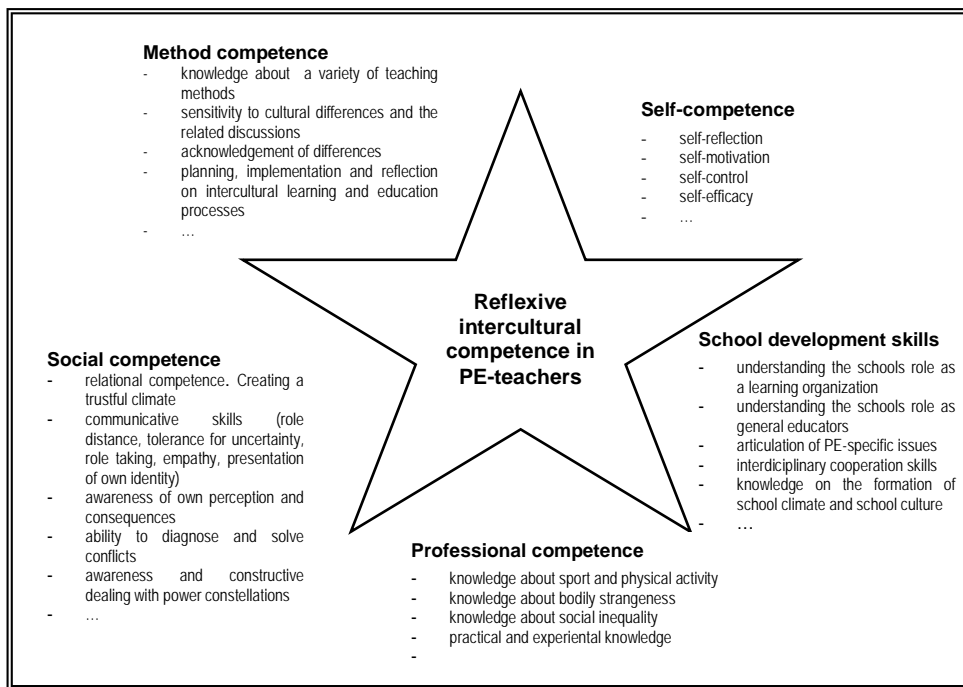 Method competence
- knowledge about a variety of teaching
methods
- sensitivity to cultural differences and the
related discussions
- acknowledgement of differences
- planning, implementation and reflection
on intercultural learning and education
processes
- …
Self-competence
- self-reflection
- self-motivation
- self-control
- self-efficacy
- …
Reflexive
intercultural
competence in
PE-teachers
Social competence
- relational competence. Creating a
trustful climate
- communicative skills (role
distance, tolerance for uncertainty,
role taking, empathy, presentation
of own identity)
- awareness of own perception and
consequences
- ability to diagnose and solve
conflicts
- awareness and constructive
dealing with power constellations
- …
School development skills
- understanding the schools role as
a learning organization
- understanding the schools role as
general educators
- articulation of PE-specific issues
- interdiciplinary cooperation skills
- knowledge on the formation of
school climate and school culture
- …
Professional competence
- knowledge about sport and physical activity
- knowledge about bodily strangeness
- knowledge about social inequality
- practical and experiential knowledge
-